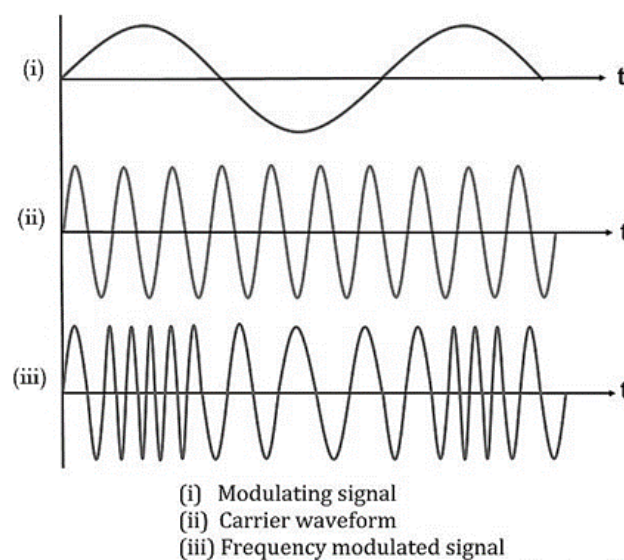 (i) t
(ii) t
(iii) t
(i) Modulating signal
(ii) Carrier waveform
(iii) Frequency modulated signal